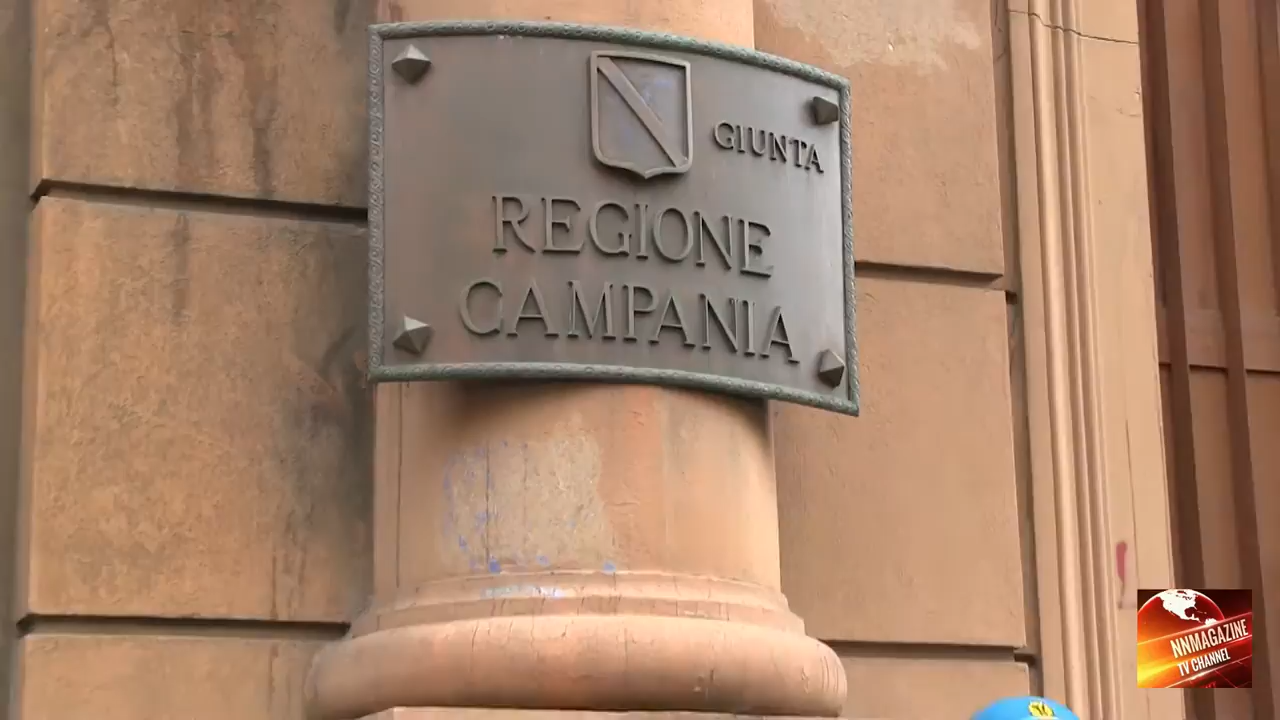 GIUNTA
REGIONE
CAMPANIA
NNMAGAZINE
TV CHANNEL